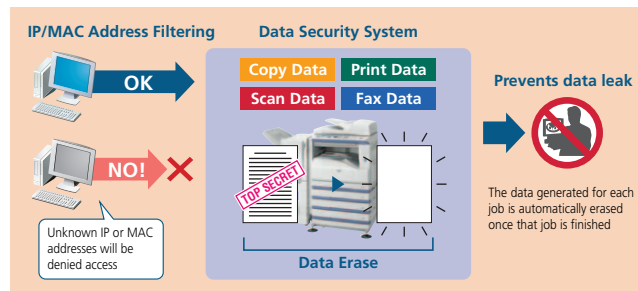 IP/MAC Address Filtering
OK
NO!
Unknown IP or MAC
addresses will be
denied access
Data Security System
Copy Data
Print Data
Scan Data
Fax Data
TOP SECRET
Data Erase
Prevents data leak
The data generated for each
job is automatically erased
once that job is finished